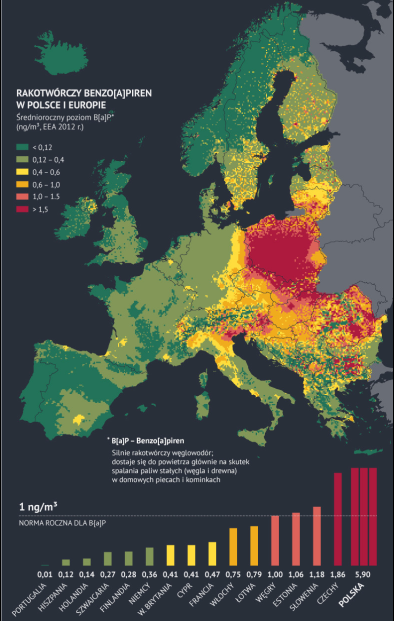 RAKOTWÓRCZY BENZO[A]PIREN
W POLSCE I EUROPIE
Średnioroczny poziom B[a]P*
(ng/m³, EEA 2012 r.)
< 0,12
0,12 – 0,4
0,4 – 0,6
0,6 – 1,0
1,0 – 1.5
> 1,5
* B[a]P – Benzo[a]piren
Silnie rakotwórczy węglowodór;
dostaje się do powietrza głównie na skutek
spalania paliw stałych (węgla i drewna)
w domowych piecach i kominkach
1 ng/m³
NORMA ROCZNA DLA B[a]P
0,01 0,12 0,14 0,27 0,28 0,36 0,41 0,41 0,47 0,75 0,79 1,00 1,06 1,18 1,86 5,90
PORTUGALIA HISZPANIA HOLANDIA SZWAJCARIA FINLANDIA NIEMCY W. BRYTANIA CYPR FRANCJA WŁOCHY ŁOTWA WĘGRY ESTONIA SŁOWENIA CZECHY POLSKA